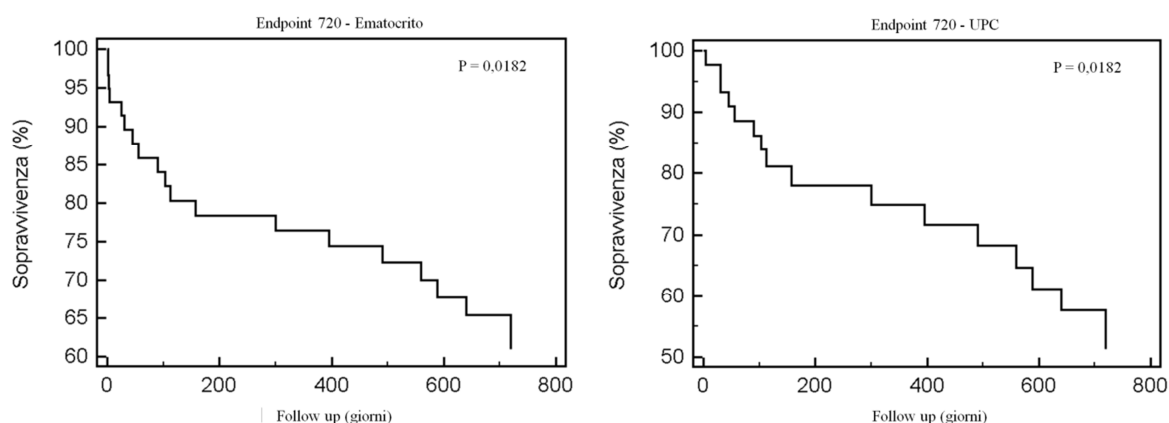 Endpoint 720 - Ematocrito
100
95
90
85
80
75
70
65
60
Sopravvivenza (%)
P = 0,0182
0 200 400 600 800
Follow up (giorni)
Endpoint 720 - UPC
100
90
80
70
60
50
Sopravvivenza (%)
P = 0,0182
0 200 400 600 800
Follow up (giorni)